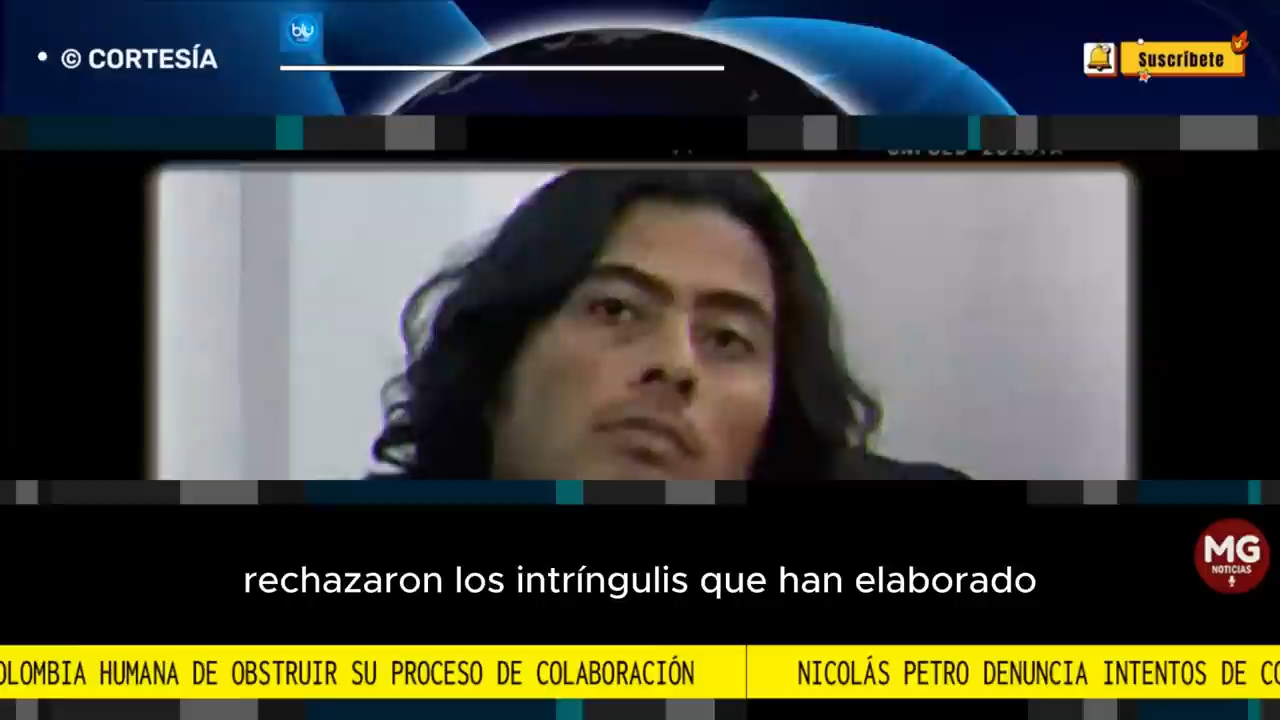 • © CORTESÍA
blu
Suscríbete
rechazaron los intríngulis que han elaborado
MG
NOTICIAS
OLOMBIA HUMANA DE OBSTRUIR SU PROCESO DE COLABORACIÓN
NICOLÁS PETRO DENUNCIA INTENTOS DE CO